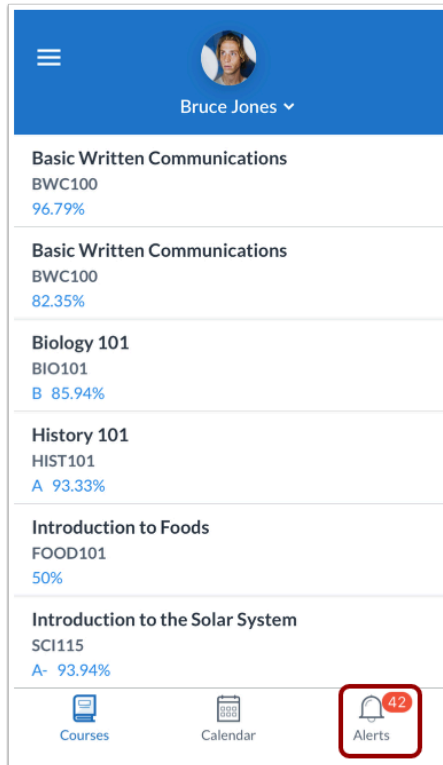 Bruce Jones
Basic Written Communications
BWC100
96.79%
Basic Written Communications
BWC100
82.35%
Biology 101
BIO101
B 85.94%
History 101
HIST101
A 93.33%
Introduction to Foods
FOOD101
50%
Introduction to the Solar System
SCI115
A- 93.94%
42
Courses Calendar Alerts